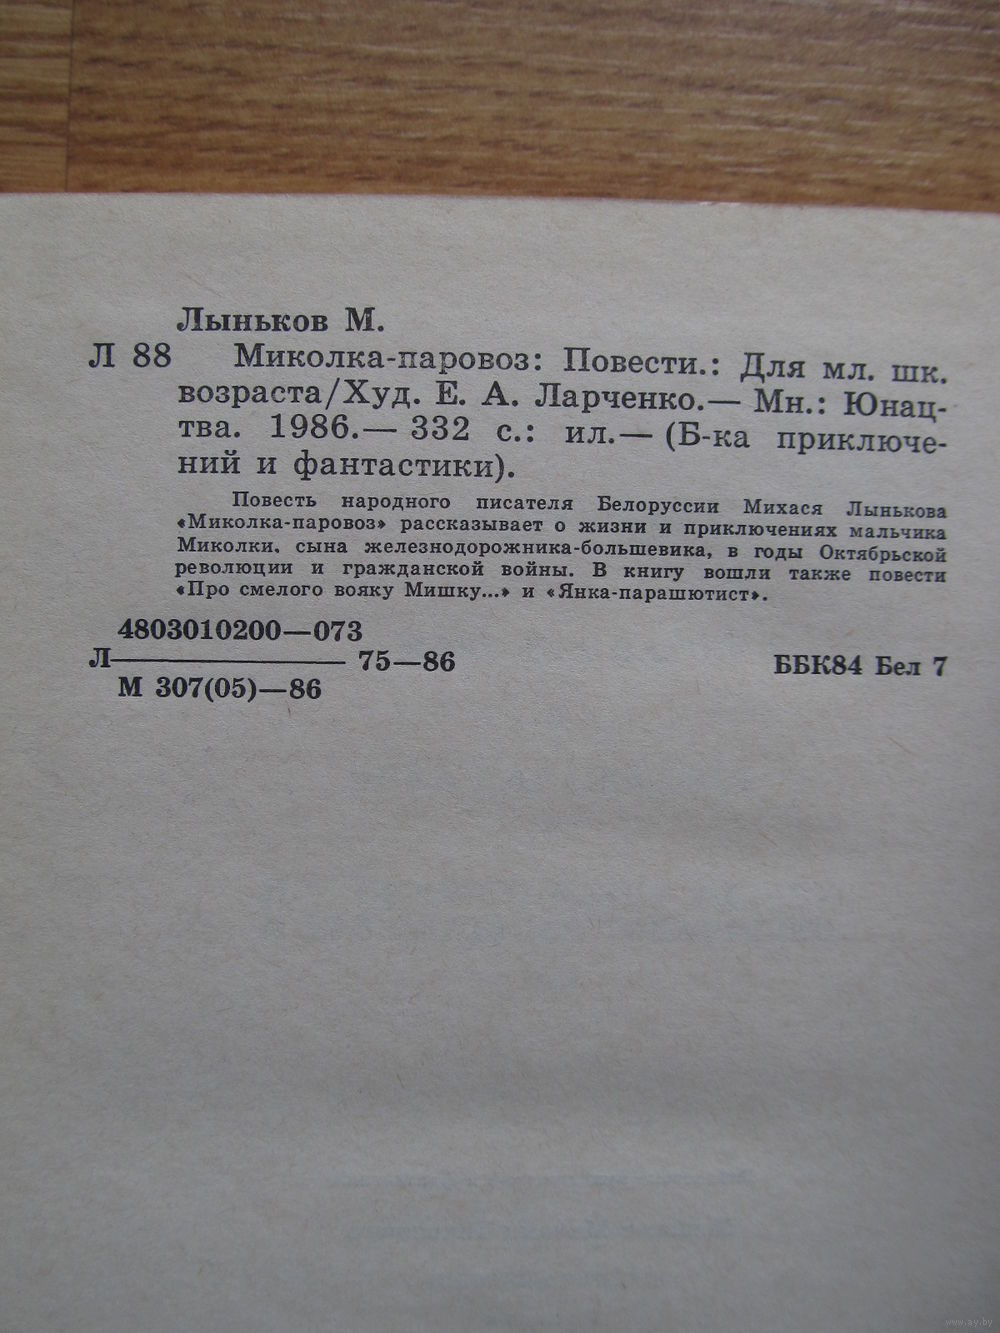 Лыньков М.
Л 88 Миколка-паровоз: Повести.: Для мл. шк.
возраста/Худ. Е. А. Ларченко.— Мн.: Юнац-
тва. 1986.— 332 с.: ил.— (Б-ка приключе-
ний и фантастики).
Повесть народного писателя Белоруссии Михася Лынькова
«Миколка-паровоз» рассказывает о жизни и приключениях мальчика
Миколки, сына железнодорожника-большевика, в годы Октябрьской
революции и гражданской войны. В книгу вошли также повести
«Про смелого вояку Мишку...» и «Янка-парашютист».
4803010200—073
Л———— 75—86 ББК84 Бел 7
М 307(05)—86
www.ay.by